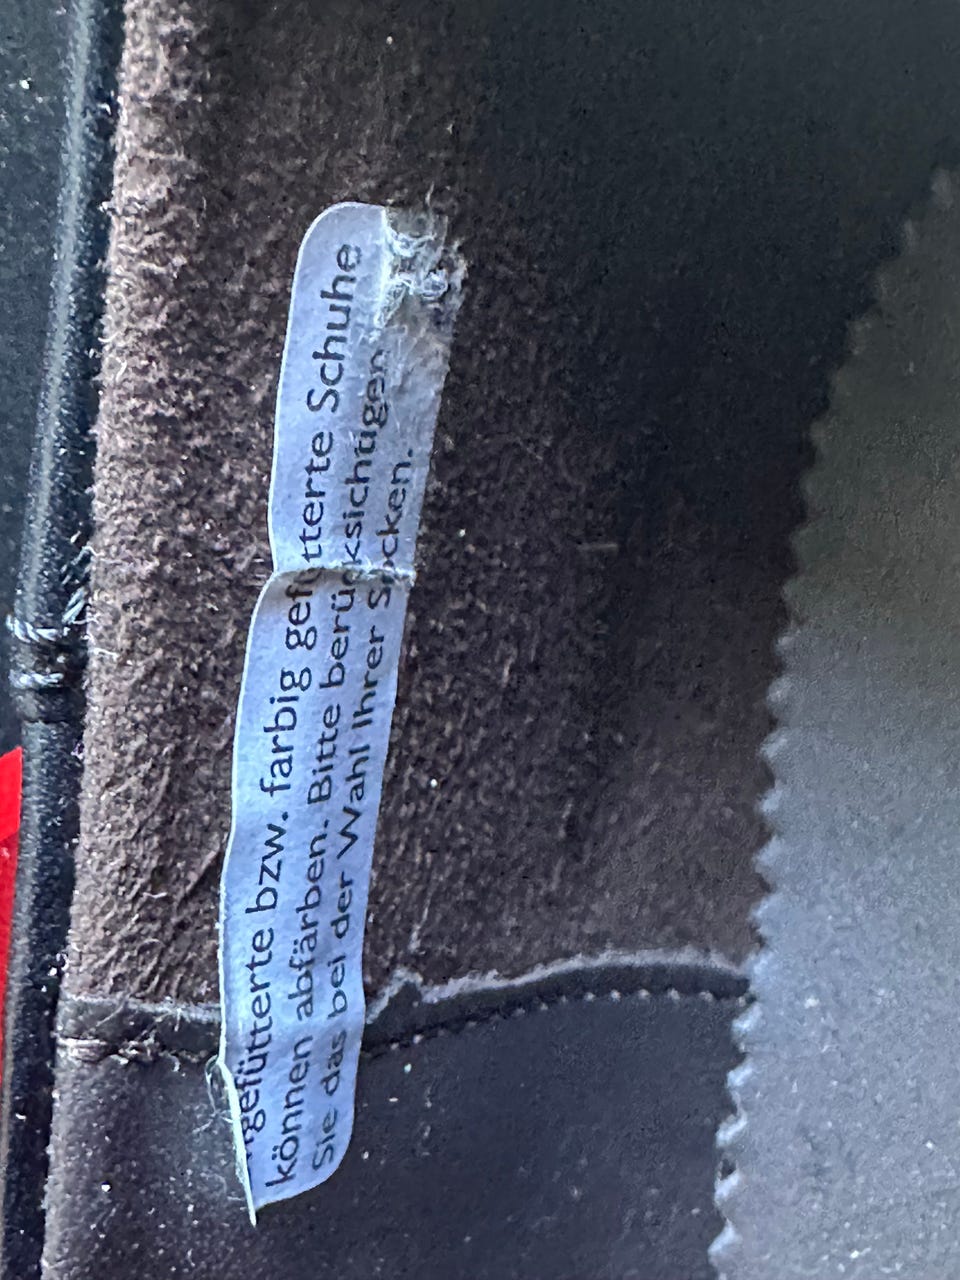 gefütterte bzw. farbig gefütterte Schuhe
können abfärben. Bitte berücksichtigen
Sie das bei der Wahl Ihrer Socken.